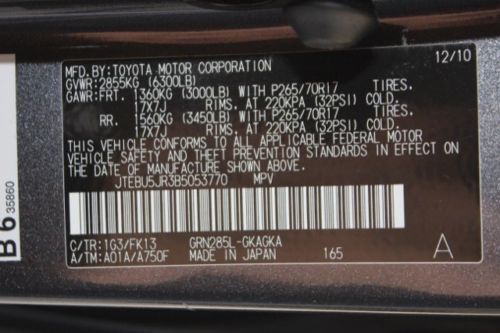 MFD. BY: TOYOTA MOTOR CORPORATION 12/10
GVWR: 2855KG (6300LB)
GAWR: FRT. 1360KG (3000LB) WITH P265/70R17 TIRES.
17X7J RIMS. AT 220KPA (32PSI) COLD.
RR. 1560KG (3450LB) WITH P265/70R17 TIRES.
17X7J RIMS. AT 220KPA (32PSI) COLD.
THIS VEHICLE CONFORMS TO ALL APPLICABLE FEDERAL MOTOR
VEHICLE SAFETY AND THEFT PREVENTION STANDARDS IN EFFECT ON
THE DATE OF MANUFACTURE SHOWN ABOVE.
JTEBU5JR3B5053770 MPV
C/TR: 1G3/FK13 GRN285L-GKAGKA
A/TM: A01A/A750F MADE IN JAPAN 165 A
B6 35860